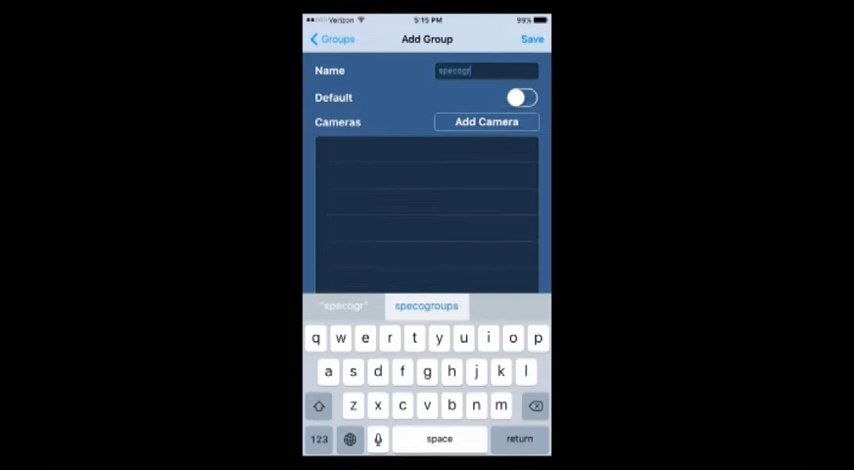 Verizon 5:15 PM 99%
Groups Add Group Save
Name specogr
Default
Cameras Add Camera
"specogr" specogroups
q w e r t y u i o p
a s d f g h j k l
z x c v b n m
123 space return